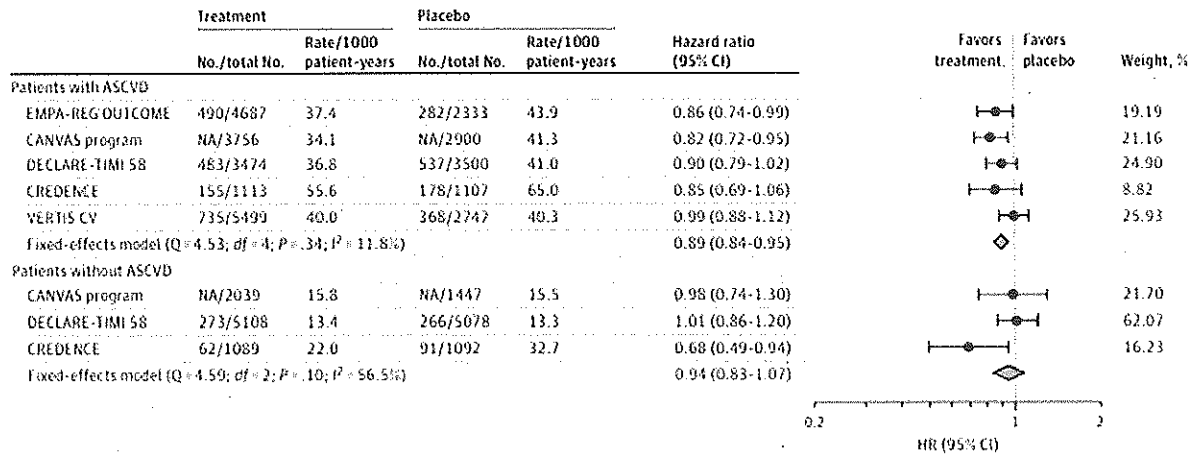 Treatment Placebo
No./total No. Rate/1000 patient-years No./total No. Rate/1000 patient-years Hazard ratio (95% CI) Favors treatment Favors placebo Weight, %
Patients with ASCVD
EMPA-REG OUTCOME 490/4687 37.4 282/2333 43.9 0.86 (0.74-0.99) 19.19
CANVAS program NA/3756 34.1 NA/2900 41.3 0.82 (0.72-0.95) 21.16
DECLARE-TIMI 58 483/3474 36.8 537/3500 41.0 0.90 (0.79-1.02) 24.90
CREDENCE 155/1113 55.6 178/1107 65.0 0.85 (0.69-1.06) 8.82
VERTIS CV 735/5499 40.0 368/2747 40.3 0.99 (0.88-1.12) 25.93
Fixed-effects model (Q = 4.53; df = 4; P = .34; I² = 11.8%) 0.89 (0.84-0.95)
Patients without ASCVD
CANVAS program NA/2039 15.8 NA/1447 15.5 0.98 (0.74-1.30) 21.70
DECLARE-TIMI 58 273/5108 13.4 266/5078 13.3 1.01 (0.86-1.20) 62.07
CREDENCE 62/1089 22.0 91/1092 32.7 0.68 (0.49-0.94) 16.23
Fixed-effects model (Q = 4.59; df = 2; P = .10; I² = 56.5%) 0.94 (0.83-1.07)
0.2 1 2
HR (95% CI)